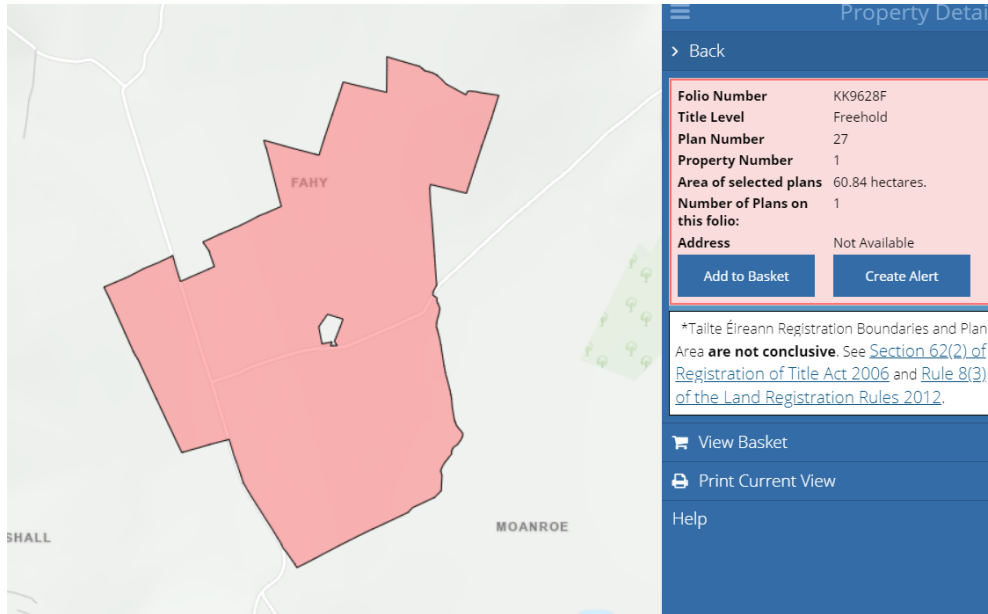 FAHY
MOANROE
SHALL
Property Detai
Back
Folio Number KK9628F
Title Level Freehold
Plan Number 27
Property Number 1
Area of selected plans 60.84 hectares.
Number of Plans on 1
this folio:
Address Not Available
Add to Basket Create Alert
*Tailte Éireann Registration Boundaries and Plan
Area are not conclusive. See Section 62(2) of
Registration of Title Act 2006 and Rule 8(3)
of the Land Registration Rules 2012.
View Basket
Print Current View
Help